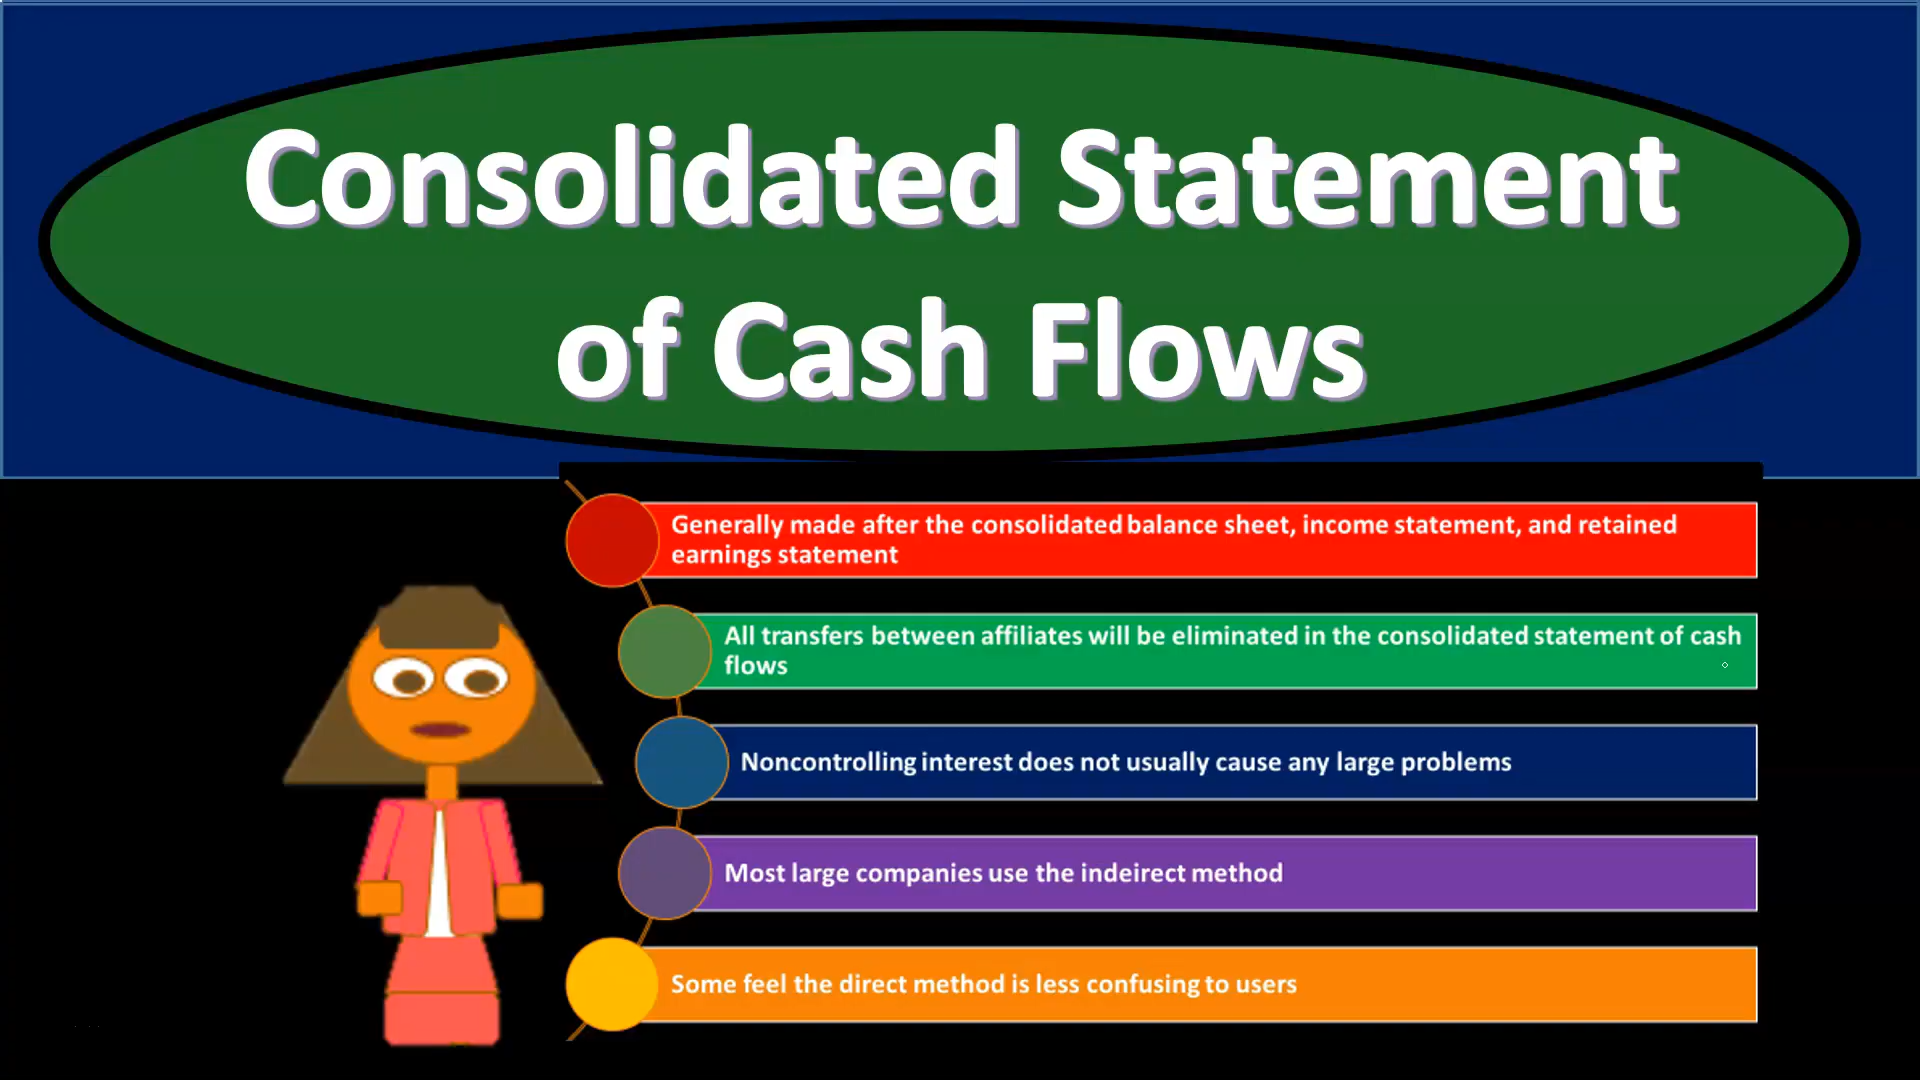 Consolidated Statement
of Cash Flows
Generally made after the consolidated balance sheet, income statement, and retained
earnings statement
All transfers between affiliates will be eliminated in the consolidated statement of cash
flows
Noncontrolling interest does not usually cause any large problems
Most large companies use the indeirect method
Some feel the direct method is less confusing to users